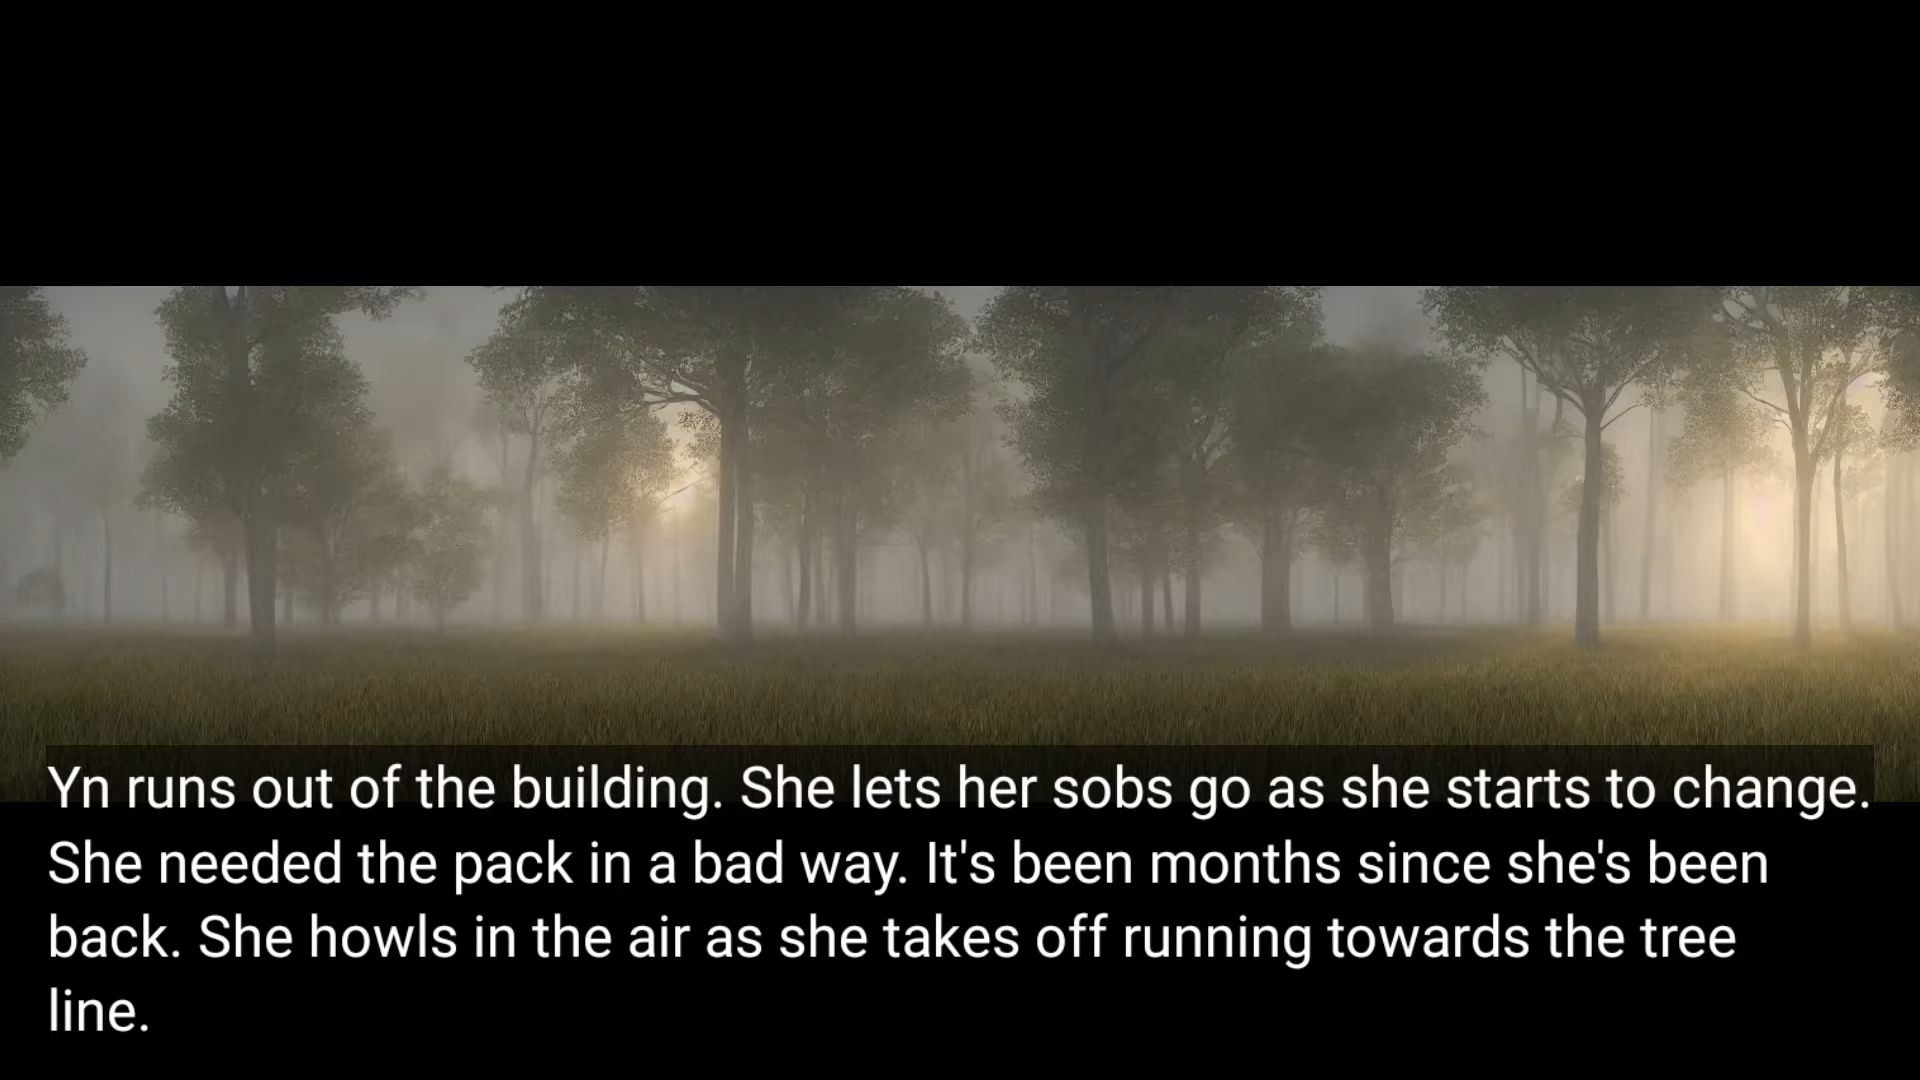 Yn runs out of the building. She lets her sobs go as she starts to change.
She needed the pack in a bad way. It's been months since she's been
back. She howls in the air as she takes off running towards the tree
line.